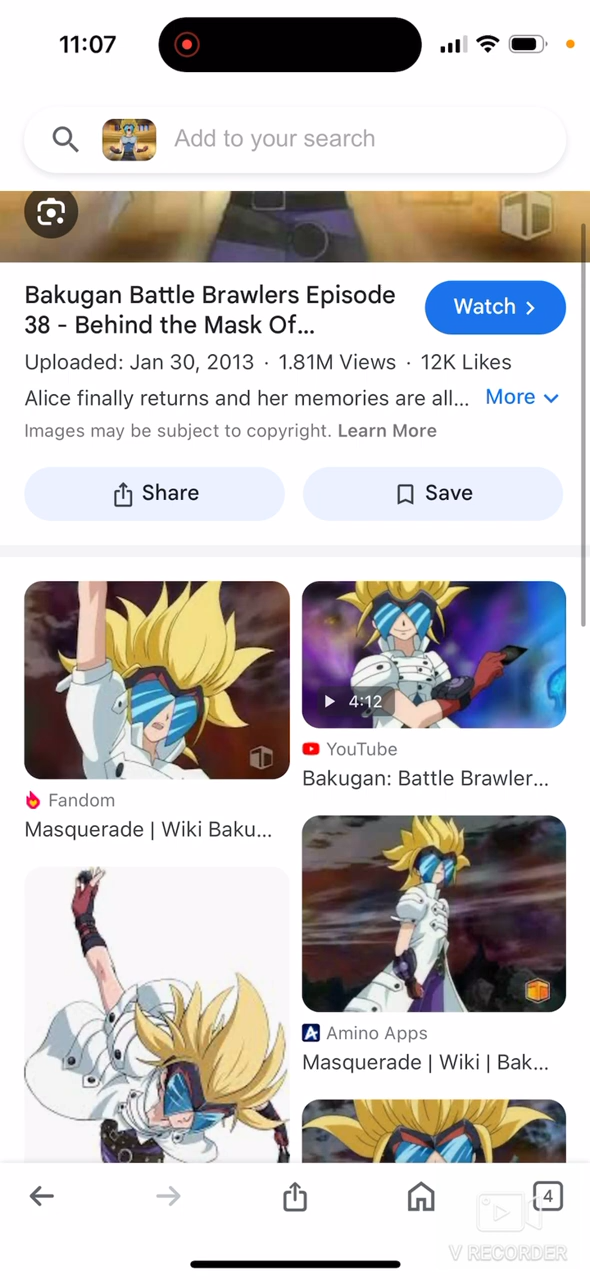 11:07
Add to your search
Bakugan Battle Brawlers Episode
38 - Behind the Mask Of...
Watch
Uploaded: Jan 30, 2013 · 1.81M Views · 12K Likes
Alice finally returns and her memories are all... More
Images may be subject to copyright. Learn More
Share
Save
4:12
YouTube
Bakugan: Battle Brawler...
Fandom
Masquerade | Wiki Baku...
Amino Apps
Masquerade | Wiki | Bak...
4
V RECORDER